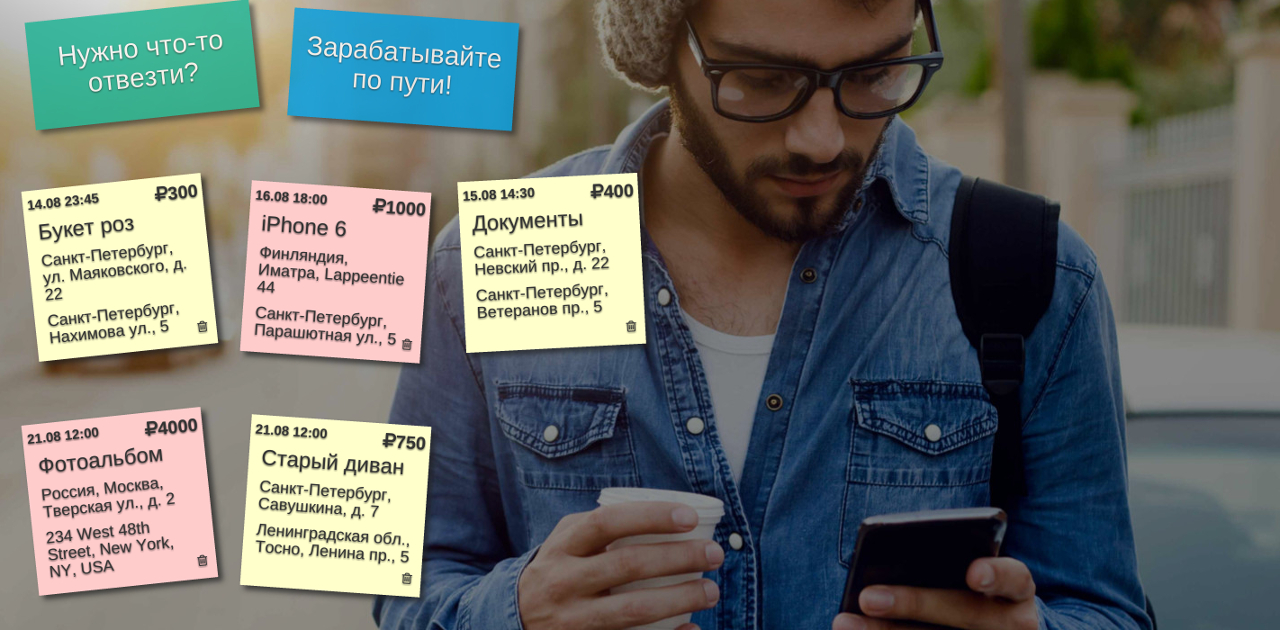 Нужно что-то
отвезти?
Зарабатывайте
по пути!
14.08 23:45
₽300
Букет роз
Санкт-Петербург,
ул. Маяковского, д.
22
Санкт-Петербург,
Нахимова ул., 5
16.08 18:00
₽1000
iPhone 6
Финляндия,
Иматра, Lappeentie
44
Санкт-Петербург,
Парашютная ул., 5
15.08 14:30
₽400
Документы
Санкт-Петербург,
Невский пр., д. 22
Санкт-Петербург,
Ветеранов пр., 5
21.08 12:00
₽4000
Фотоальбом
Россия, Москва,
Тверская ул., д. 2
234 West 48th
Street, New York,
NY, USA
21.08 12:00
₽750
Старый диван
Санкт-Петербург,
Савушкина, д. 7
Ленинградская обл.,
Тосно, Ленина пр., 5